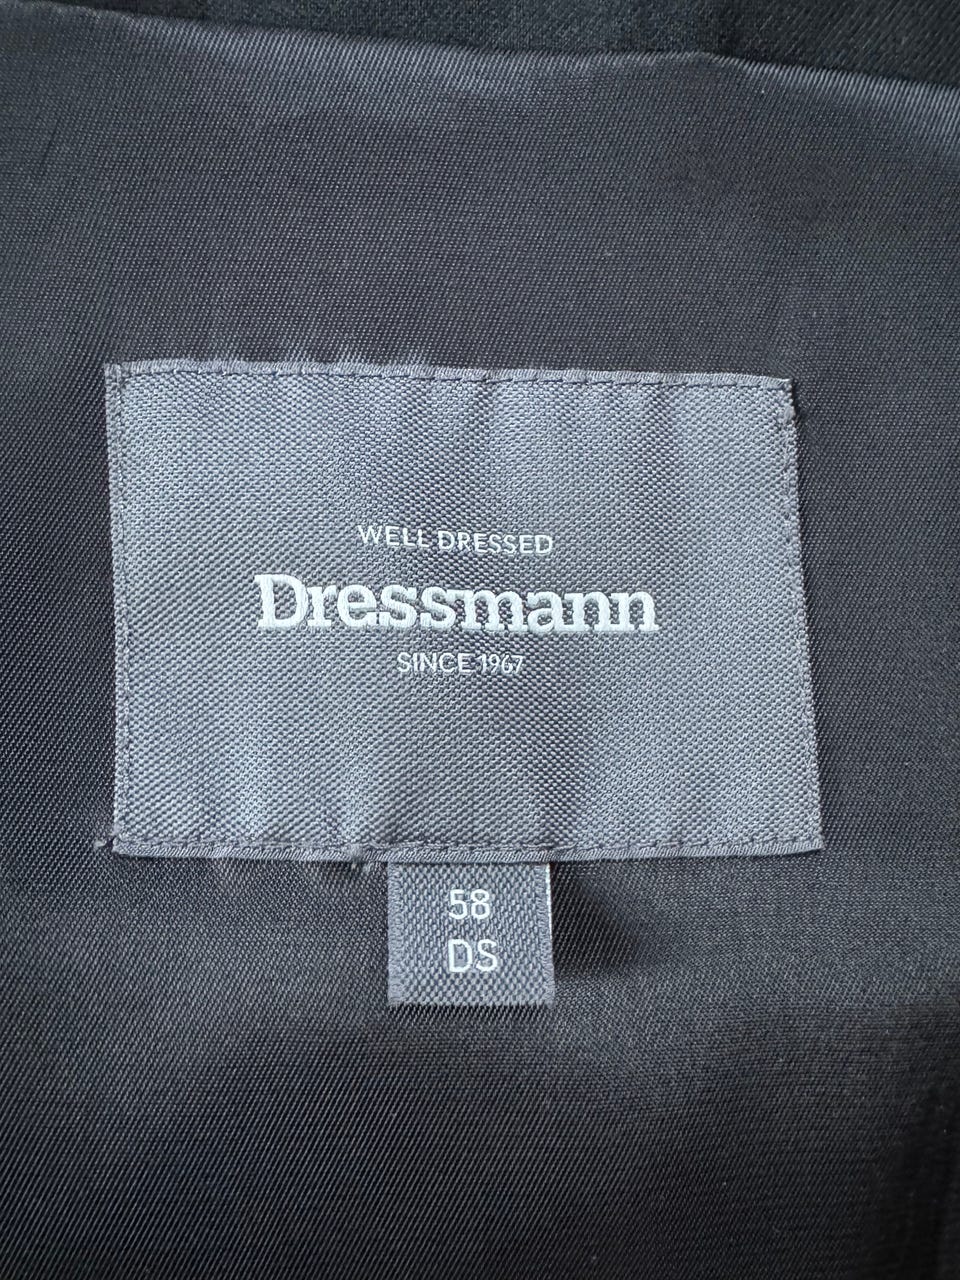 WELL DRESSED
Dressmann
SINCE 1967
58
DS